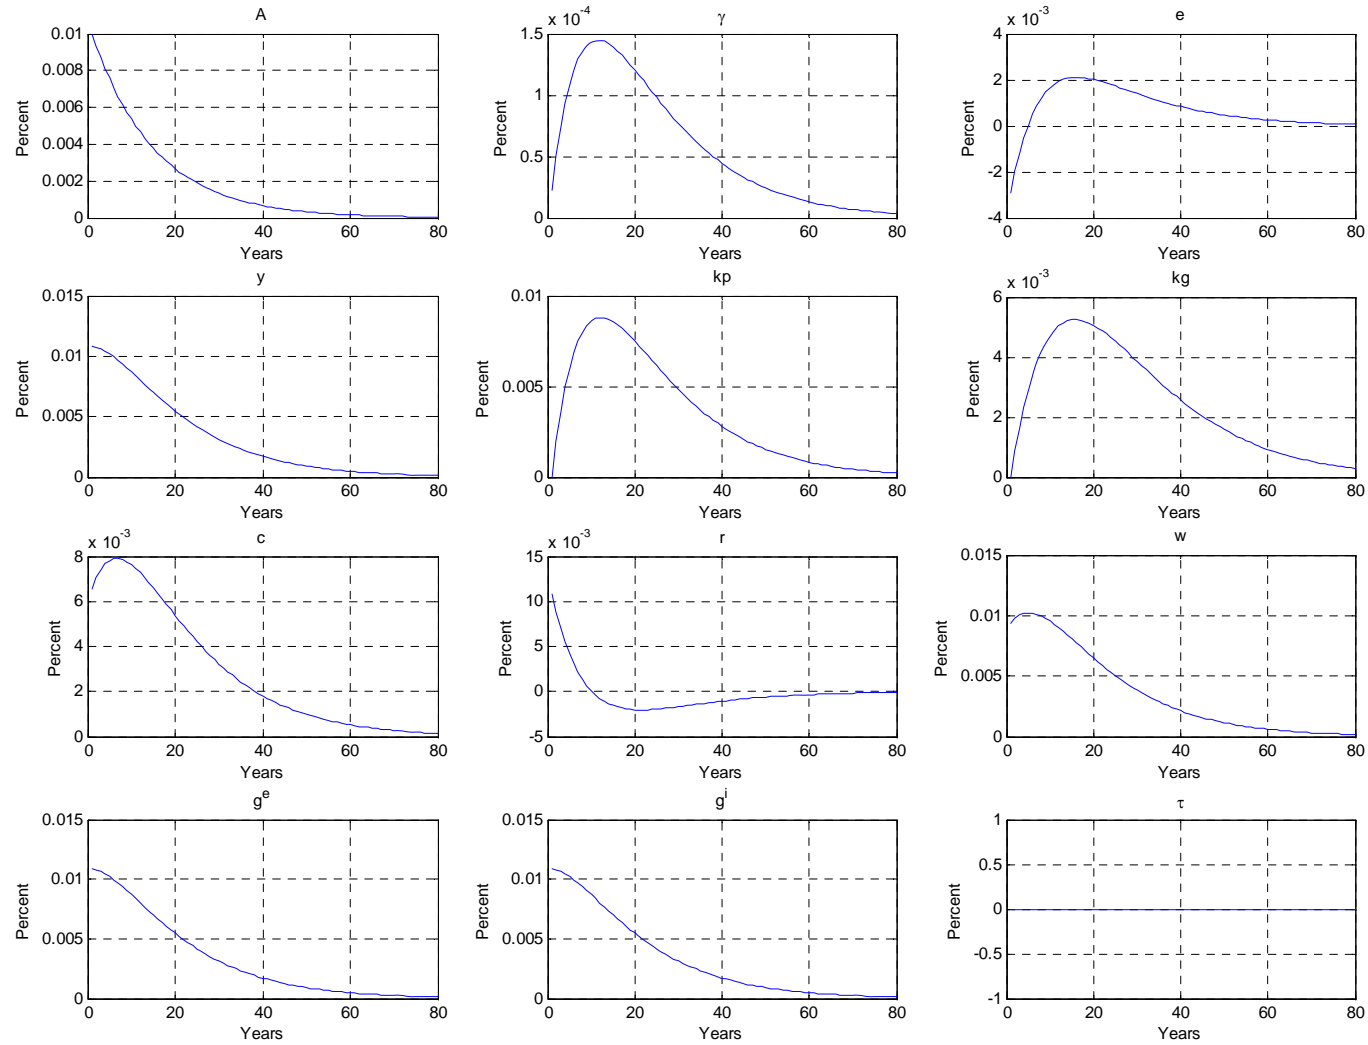 A
Percent
0.01
0.008
0.006
0.004
0.002
0
0 20 40 60 80
Years
γ
x 10^-4
Percent
1.5
1
0.5
0
0 20 40 60 80
Years
e
x 10^-3
Percent
4
2
0
-2
-4
0 20 40 60 80
Years
y
Percent
0.015
0.01
0.005
0
0 20 40 60 80
Years
kp
Percent
0.01
0.005
0
0 20 40 60 80
Years
kg
x 10^-3
Percent
6
4
2
0
0 20 40 60 80
Years
c
x 10^-3
Percent
8
6
4
2
0
0 20 40 60 80
Years
r
x 10^-3
Percent
15
10
5
0
-5
0 20 40 60 80
Years
w
Percent
0.015
0.01
0.005
0
0 20 40 60 80
Years
g^e
Percent
0.015
0.01
0.005
0
0 20 40 60 80
Years
g^i
Percent
0.015
0.01
0.005
0
0 20 40 60 80
Years
τ
Percent
1
0.5
0
-0.5
-1
0 20 40 60 80
Years